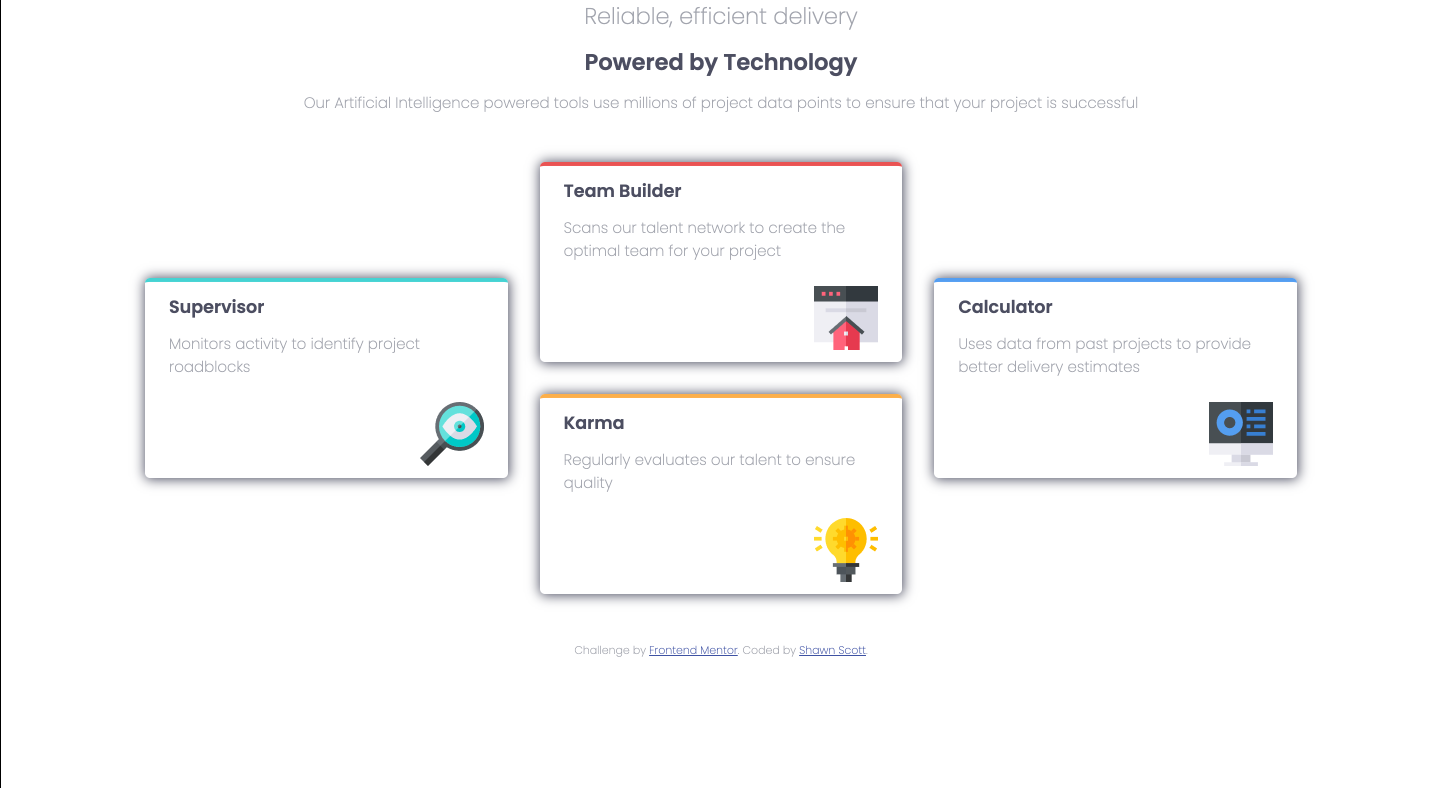 Reliable, efficient delivery
Powered by Technology
Our Artificial Intelligence powered tools use millions of project data points to ensure that your project is successful
Supervisor
Monitors activity to identify project
roadblocks
Team Builder
Scans our talent network to create the
optimal team for your project
Karma
Regularly evaluates our talent to ensure
quality
Calculator
Uses data from past projects to provide
better delivery estimates
Challenge by Frontend Mentor. Coded by Shawn Scott.